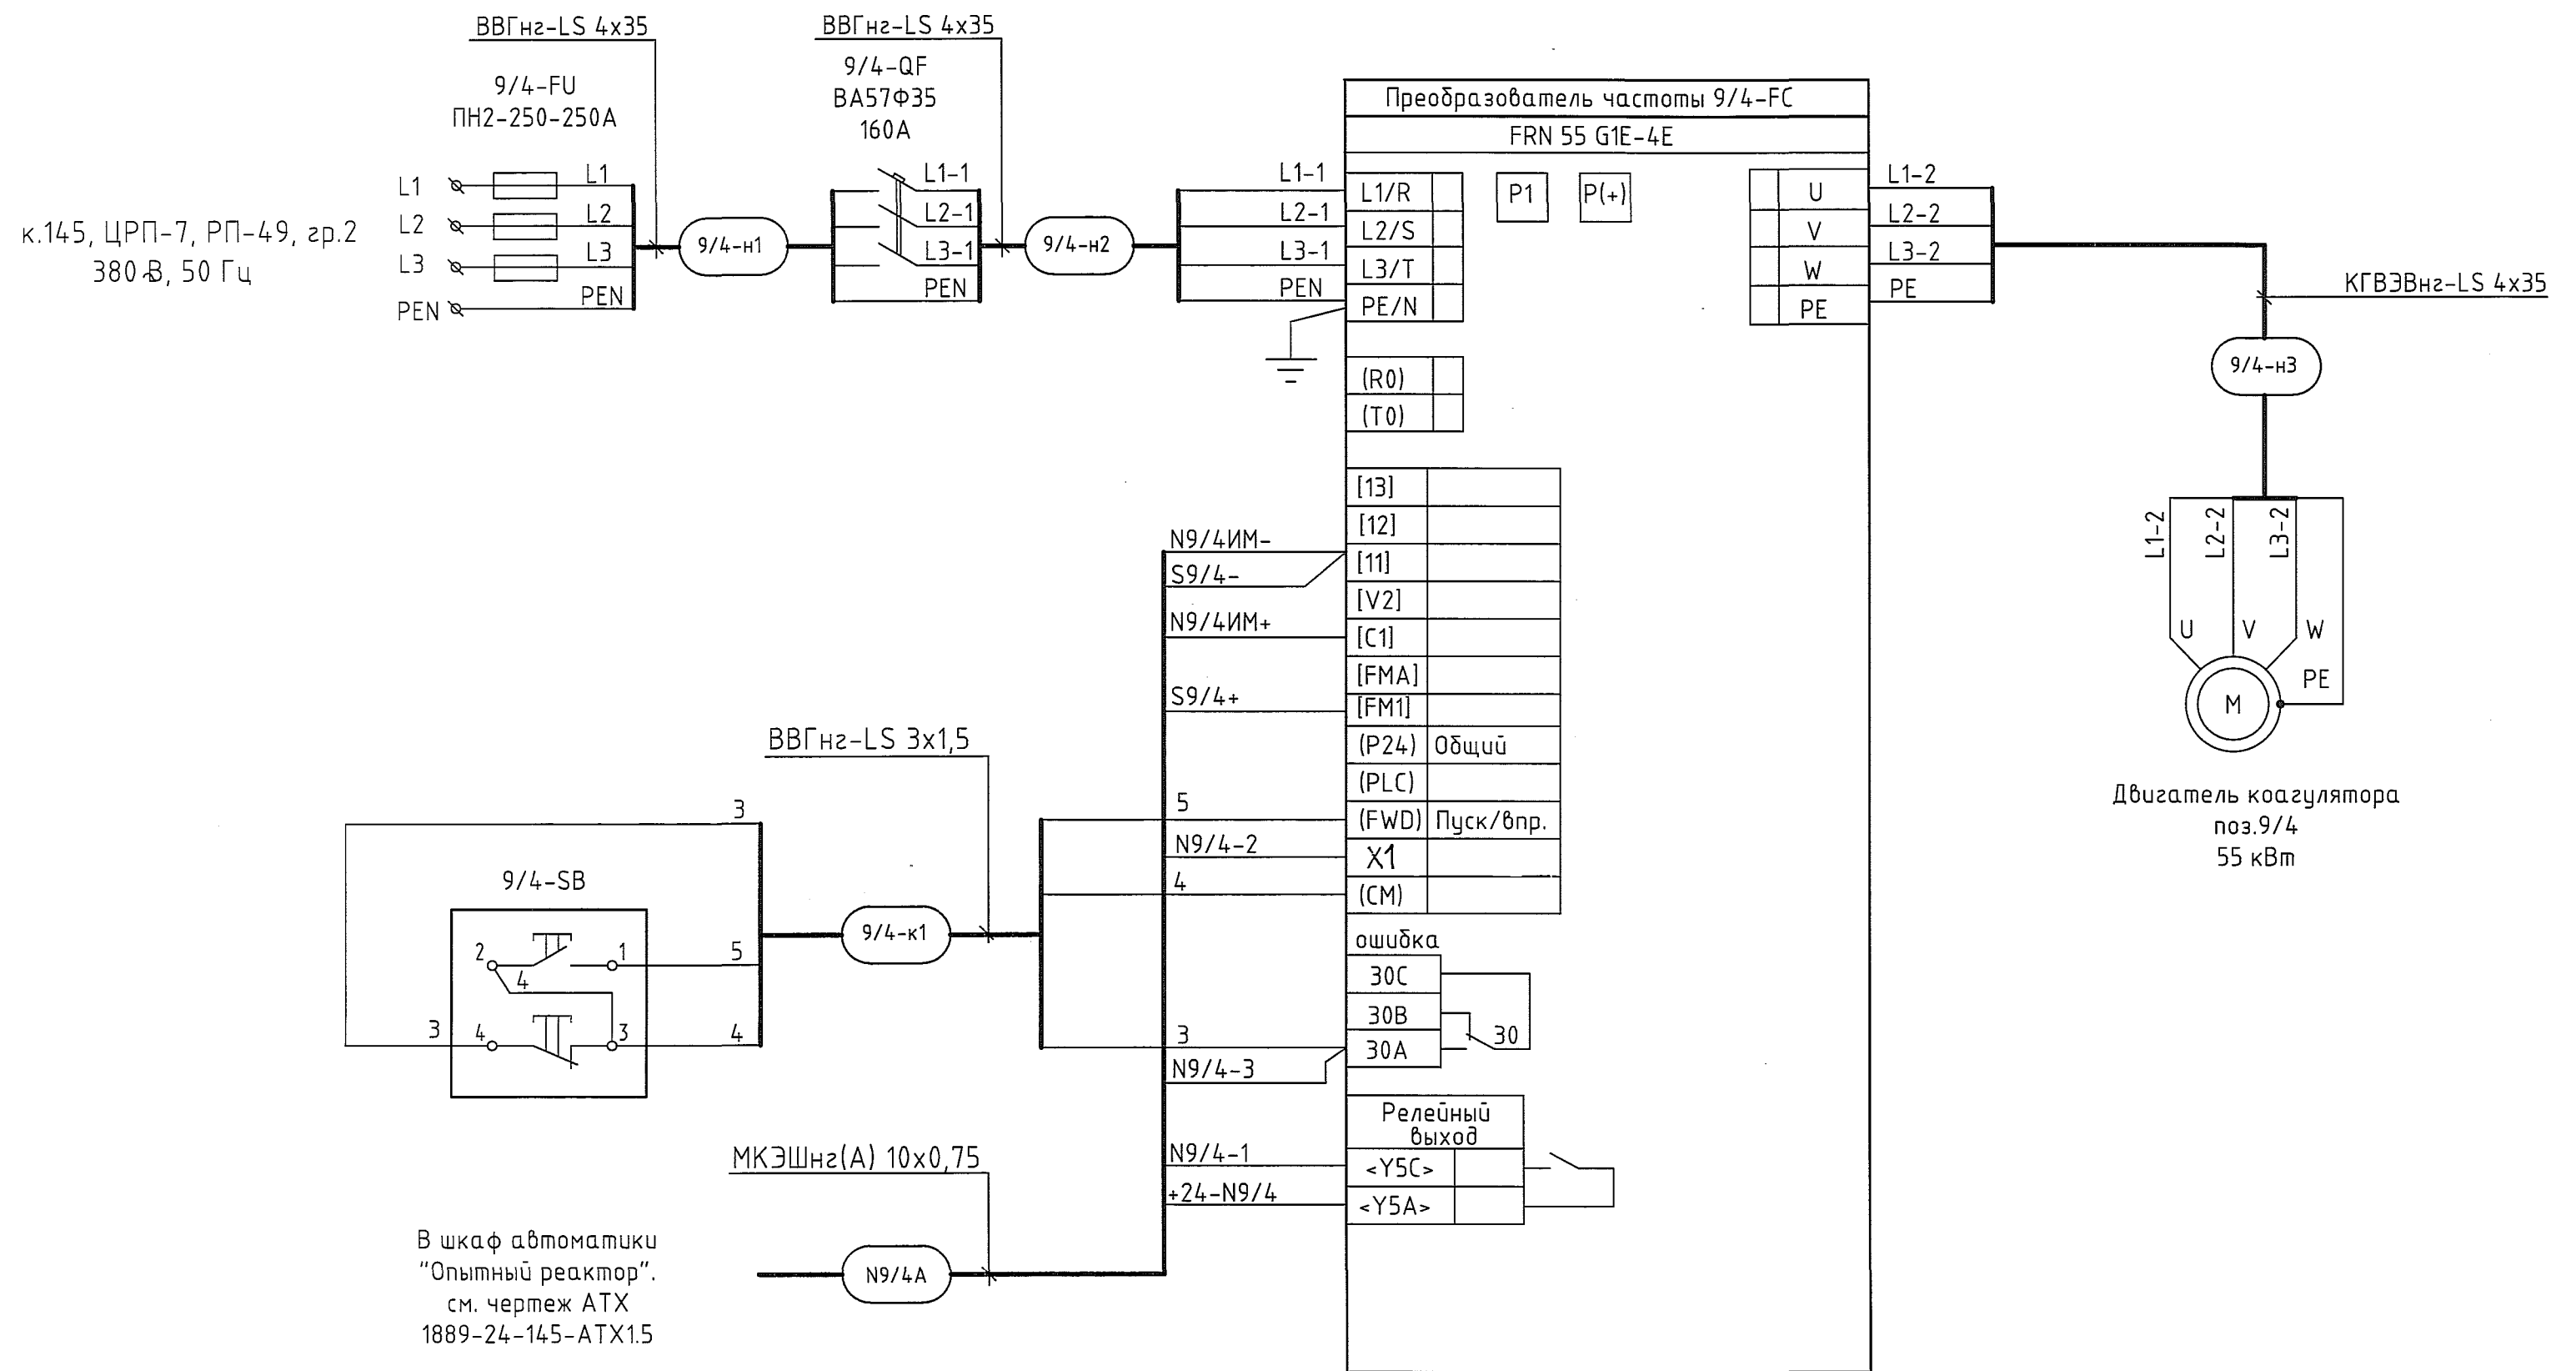 ВВГнг-LS 4х35
ВВГнг-LS 4х35
9/4-FU
ПН2-250-250А
9/4-QF
ВА57Ф35
160А
к.145, ЦРП-7, РП-49, гр.2
380 В, 50 Гц
L1
L2
L3
PEN
L1
L2
L3
PEN
9/4-н1
L1-1
L2-1
L3-1
PEN
9/4-н2
L1-1
L2-1
L3-1
PEN
Преобразователь частоты 9/4-FC
FRN 55 G1E-4E
L1/R
L2/S
L3/T
PE/N
P1
P(+)
U
V
W
PE
L1-2
L2-2
L3-2
PE
КГВЭВнг-LS 4х35
9/4-н3
L1-2
L2-2
L3-2
U
V
W
PE
M
Двигатель коагулятора
поз.9/4
55 кВт
(R0)
(T0)
[13]
[12]
[11]
[V2]
[C1]
[FMA]
[FM1]
(P24) Общий
(PLC)
(FWD) Пуск/впр.
X1
(CM)
N9/4ИМ-
S9/4-
N9/4ИМ+
S9/4+
5
N9/4-2
4
3
N9/4-3
N9/4-1
+24-N9/4
ошибка
30C
30B
30A
30
Релейный
выход
<Y5C>
<Y5A>
ВВГнг-LS 3х1,5
3
9/4-SB
2
1
5
4
3
4
3
4
9/4-к1
МКЭШнг(А) 10х0,75
N9/4A
В шкаф автоматики
"Опытный реактор".
см. чертеж АТХ
1889-24-145-АТХ1.5